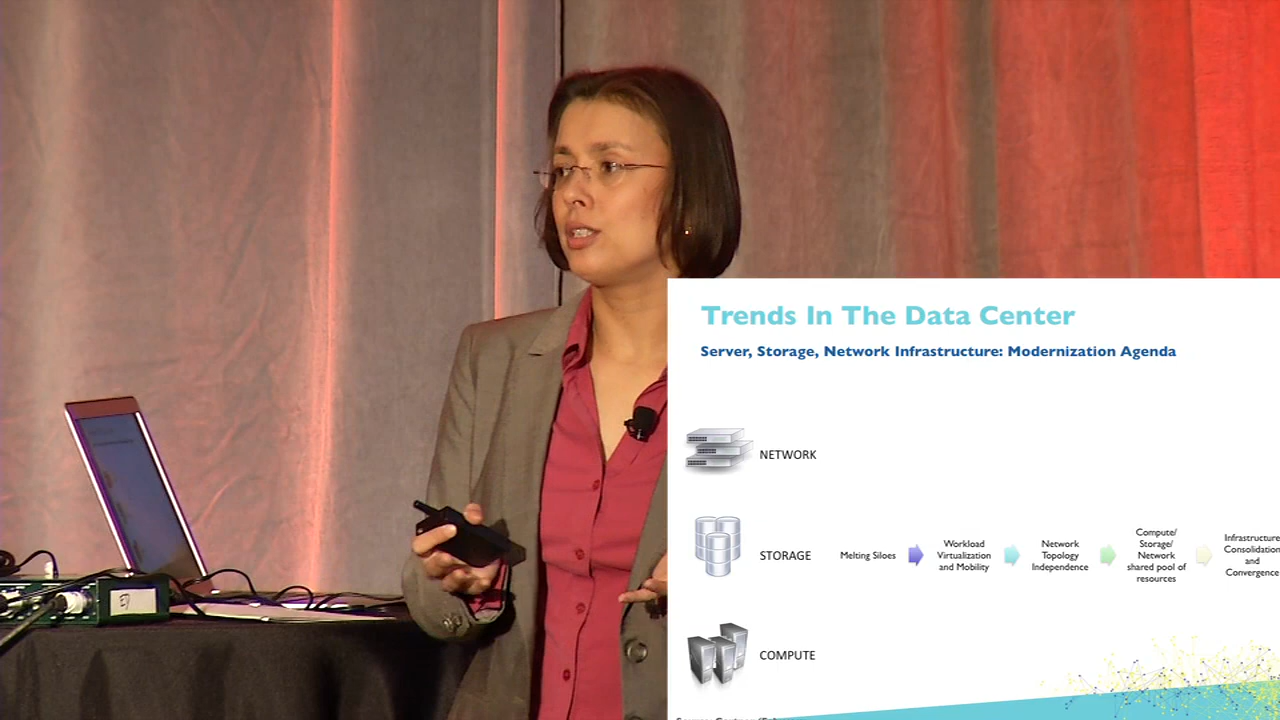 Trends In The Data Center
Server, Storage, Network Infrastructure: Modernization Agenda
NETWORK
STORAGE
Melting Siloes
Workload
Virtualization
and Mobility
Network
Topology
Independence
Compute/
Storage/
Network
shared pool of
resources
Infrastructure
Consolidation
and
Convergence
COMPUTE